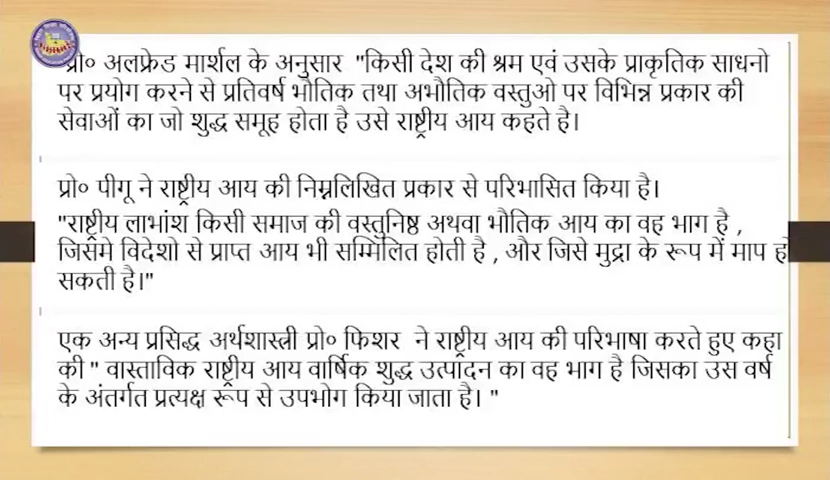 प्रो० अलफ्रेड मार्शल के अनुसार "किसी देश की श्रम एवं उसके प्राकृतिक साधनो
पर प्रयोग करने से प्रतिवर्ष भौतिक तथा अभौतिक वस्तुओ पर विभिन्न प्रकार की
सेवाओं का जो शुद्ध समूह होता है उसे राष्ट्रीय आय कहते है।
प्रो० पीगू ने राष्ट्रीय आय की निम्नलिखित प्रकार से परिभासित किया है।
"राष्ट्रीय लाभांश किसी समाज की वस्तुनिष्ठ अथवा भौतिक आय का वह भाग है ,
जिसमे विदेशो से प्राप्त आय भी सम्मिलित होती है , और जिसे मुद्रा के रूप में माप हो
सकती है।"
एक अन्य प्रसिद्ध अर्थशास्त्री प्रो० फिशर ने राष्ट्रीय आय की परिभाषा करते हुए कहा
की " वास्ताविक राष्ट्रीय आय वार्षिक शुद्ध उत्पादन का वह भाग है जिसका उस वर्ष
के अंतर्गत प्रत्यक्ष रूप से उपभोग किया जाता है। "